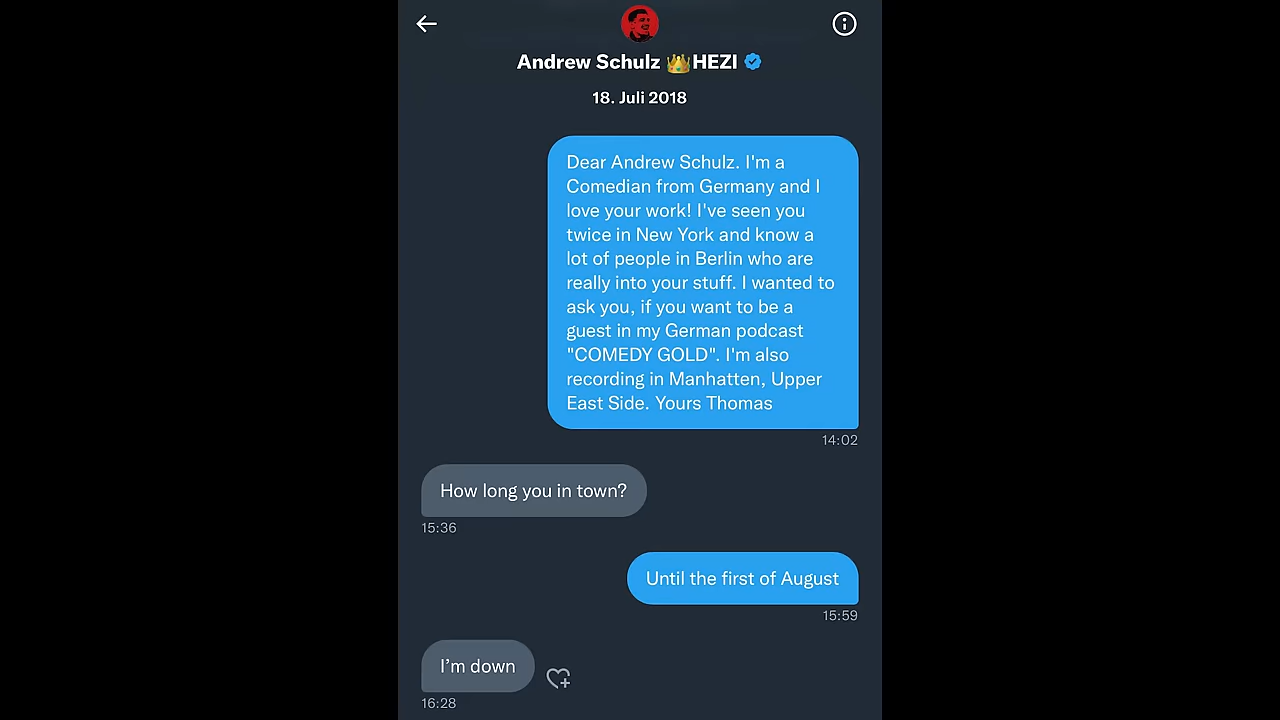 Andrew Schulz 👑HEZI
18. Juli 2018
Dear Andrew Schulz. I'm a
Comedian from Germany and I
love your work! I've seen you
twice in New York and know a
lot of people in Berlin who are
really into your stuff. I wanted to
ask you, if you want to be a
guest in my German podcast
"COMEDY GOLD". I'm also
recording in Manhatten, Upper
East Side. Yours Thomas
14:02
How long you in town?
15:36
Until the first of August
15:59
I’m down
16:28